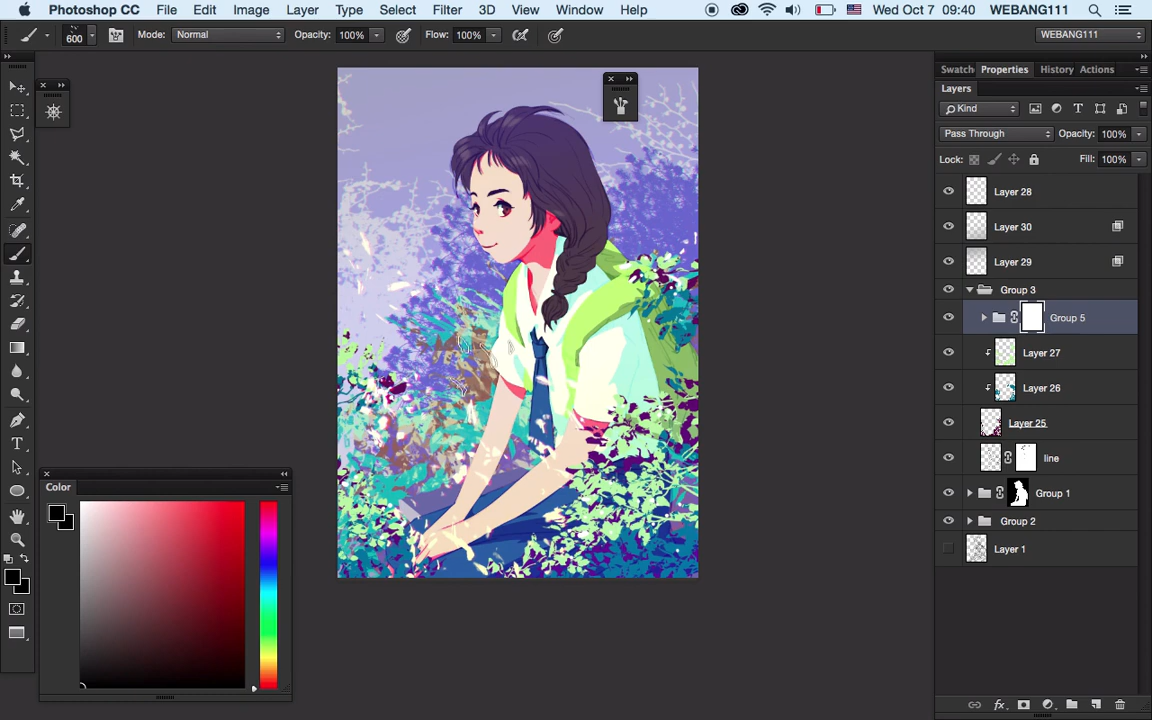 Photoshop CC File Edit Image Layer Type Select Filter 3D View Window Help Wed Oct 7 09:40 WEBANG111
600 Mode: Normal Opacity: 100% Flow: 100% WEBANG111
Swatch Properties History Actions
Layers
Kind
Pass Through Opacity: 100%
Lock: Fill: 100%
Layer 28
Layer 30
Layer 29
Group 3
Group 5
Layer 27
Layer 26
Layer 25
line
Group 1
Group 2
Layer 1
Color